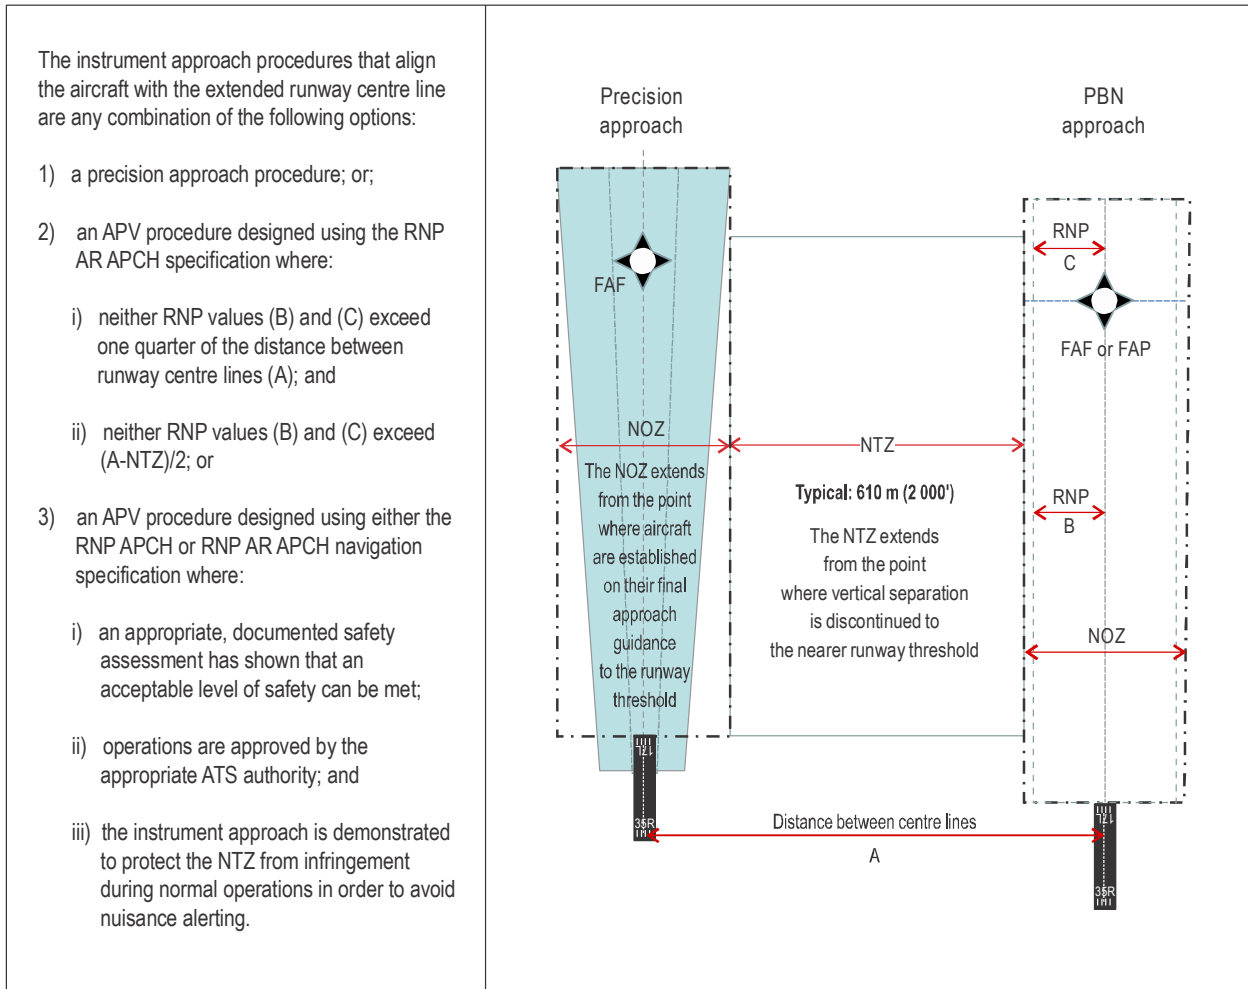 The instrument approach procedures that align
the aircraft with the extended runway centre line
are any combination of the following options:
1) a precision approach procedure; or;
2) an APV procedure designed using the RNP
AR APCH specification where:
i) neither RNP values (B) and (C) exceed
one quarter of the distance between
runway centre lines (A); and
ii) neither RNP values (B) and (C) exceed
(A-NTZ)/2; or
3) an APV procedure designed using either the
RNP APCH or RNP AR APCH navigation
specification where:
i) an appropriate, documented safety
assessment has shown that an
acceptable level of safety can be met;
ii) operations are approved by the
appropriate ATS authority; and
iii) the instrument approach is demonstrated
to protect the NTZ from infringement
during normal operations in order to avoid
nuisance alerting.
Precision
approach
PBN
approach
FAF
RNP
C
FAF or FAP
NOZ
The NOZ extends
from the point
where aircraft
are established
on their final
approach
guidance
to the runway
threshold
NTZ
Typical: 610 m (2 000')
The NTZ extends
from the point
where vertical separation
is discontinued to
the nearer runway threshold
RNP
B
NOZ
17L
35R
Distance between centre lines
A
17L
35R